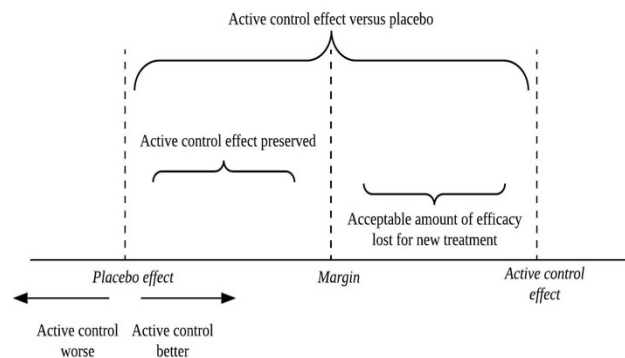 Active control effect versus placebo
Active control effect preserved
Acceptable amount of efficacy
lost for new treatment
Placebo effect
Margin
Active control
effect
Active control
worse
Active control
better